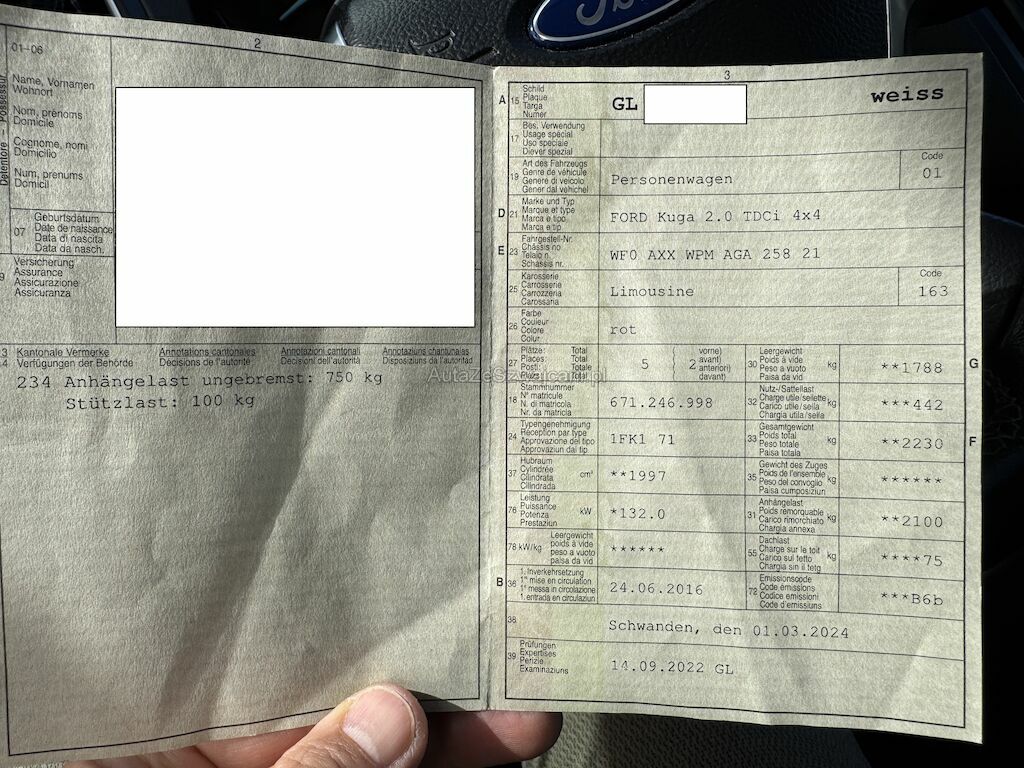 Ford
2
01–06
Name, Vornamen
Wohnort
Nom, prénoms
Domicile
Cognome, nomi
Domicilio
Num, prenums
Domicil
Detentore - Possessur
07
Geburtsdatum
Date de naissance
Data di nascita
Data da nasch.
9
Versicherung
Assurance
Assicurazione
Assicuranza
Kantonale Vermerke Annotations cantonales Annotazioni cantonali Annotaziuns chantunalas
Verfügungen der Behörde Décisions de l'autorité Decisioni dell'autorità Disposiziuns da l'autoritad
234 Anhängelast ungebremst: 750 kg
Stützlast: 100 kg
3
A 15 Schild
Plaque
Targa
Numer
GL weiss
17 Bes. Verwendung
Usage spécial
Uso speciale
Diever spezial
19 Art des Fahrzeugs
Genre de véhicule
Genere di veicolo
Gener dal vehichel
Personenwagen
Code
01
D 21 Marke und Typ
Marque et type
Marca e tipo
Marca e tip
FORD Kuga 2.0 TDCi 4x4
E 23 Fahrgestell-Nr.
Châssis no
Telaio n.
Schassis nr.
WF0 AXX WPM AGA 258 21
25 Karosserie
Carrosserie
Carrozzeria
Carossaria
Limousine
Code
163
26 Farbe
Couleur
Colore
Colur
rot
27 Plätze: Total
Places: Total
Posti: Totale
Plazs: Total
5 2 vorne)
avant)
anteriori)
davant)
30 Leergewicht
Poids à vide
Peso a vuoto
Paisa da vid
kg **1788 G
18 Stammnummer
N° matricule
N. di matricola
Nr. da matricla
671.246.998
32 Nutz-/Sattellast
Charge utile/sellette
Carico utile/sella
Chargia utila/sella
kg ***442
24 Typengenehmigung
Réception par type
Approvazione del tipo
Approvaziun dal tip
1FK1 71
33 Gesamtgewicht
Poids total
Peso totale
Paisa totala
kg **2230 F
37 Hubraum
Cylindrée
Cilindrata
Cilindrada
cm³ **1997
35 Gewicht des Zuges
Poids de l'ensemble
Peso del convoglio
Paisa cumposiziun
kg ******
76 Leistung
Puissance
Potenza
Prestaziun
kW *132.0
31 Anhängelast
Poids remorquable
Carico rimorchiato
Chargia annexa
kg **2100
78 kW/kg Leergewicht
poids à vide
peso a vuoto
paisa da vid
******
55 Dachlast
Charge sur le toit
Carico sul tetto
Chargia sin il tetg
kg ****75
B 36 1. Inverkehrsetzung
1re mise en circulation
1a messa in circolazione
1. entrada en circulaziun
24.06.2016
72 Emissionscode
Code émissions
Codice emissioni
Code d'emissiuns
***B6b
38
Schwanden, den 01.03.2024
39 Prüfungen
Expertises
Perizie
Examinaziuns
14.09.2022 GL
AutazeSzwajcarii.pl